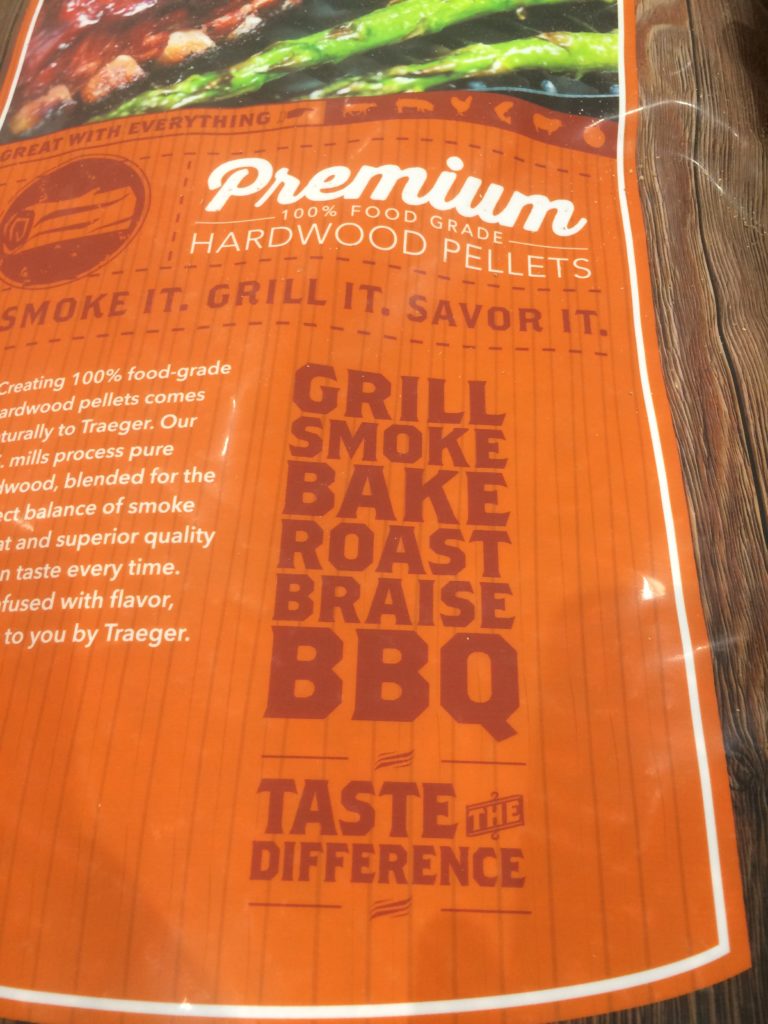 GREAT WITH EVERYTHING
Premium
100% FOOD GRADE
HARDWOOD PELLETS
SMOKE IT. GRILL IT. SAVOR IT.
Creating 100% food-grade
ardwood pellets comes
turally to Traeger. Our
. mills process pure
dwood, blended for the
ect balance of smoke
at and superior quality
n taste every time.
fused with flavor,
to you by Traeger.
GRILL
SMOKE
BAKE
ROAST
BRAISE
BBQ
TASTE THE
DIFFERENCE